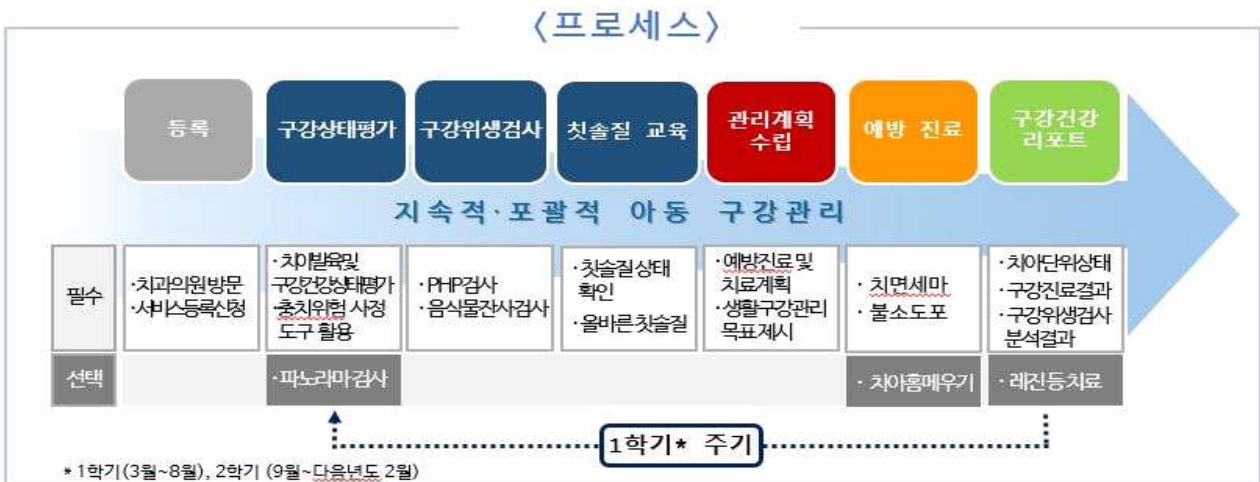 〈프로세스〉
등록
구강상태평가
구강위생검사
칫솔질 교육
관리계획
수립
예방 진료
구강건강
리포트
지속적·포괄적 아동 구강관리
필수
·치과의원방문
·서비스등록신청
·치아발육및
구강건강상태평가
·충치위험 사정
도구 활용
·PHP검사
·음식물잔사검사
·칫솔질상태
확인
·올바른칫솔질
·예방진료 및
치료계획
·생활구강관리
목표제시
· 치면세마
· 불소도포
·치아단위상태
·구강진료결과
·구강위생검사
분석결과
선택
·파노라마검사
· 치아홈메우기
·레진등치료
1학기* 주기
* 1학기(3월~8월), 2학기 (9월~다음년도 2월)